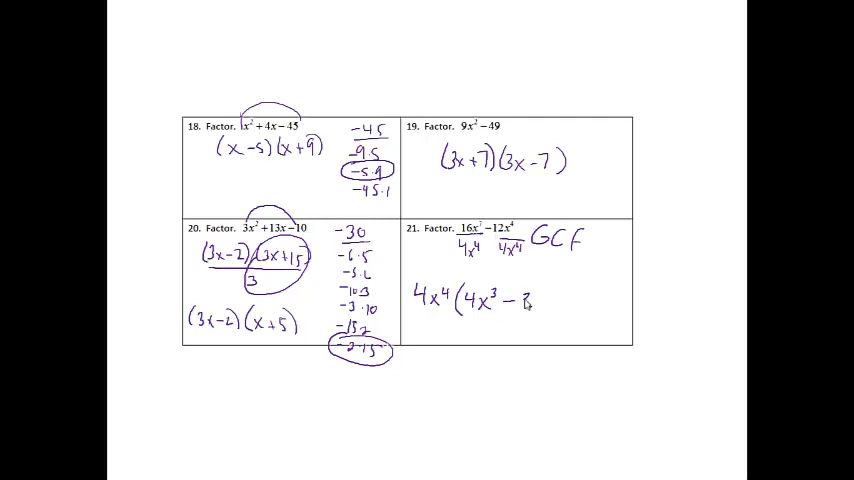 18. Factor. 1x² + 4x – 45
(x – 5)(x + 9)
–45
–9·5
–5·9
–45·1
19. Factor. 9x² – 49
(3x + 7)(3x – 7)
20. Factor. 3x² + 13x – 10
(3x – 2)(3x + 15)
3
(3x – 2)(x + 5)
–30
–6·5
–5·6
–10·3
–3·10
–15·2
–2·15
21. Factor. 16x⁷ – 12x⁴ GCF
4x⁴ 4x⁴
4x⁴(4x³ – 3